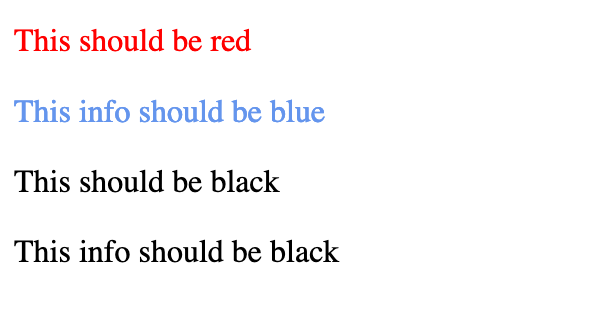 This should be red
This info should be blue
This should be black
This info should be black